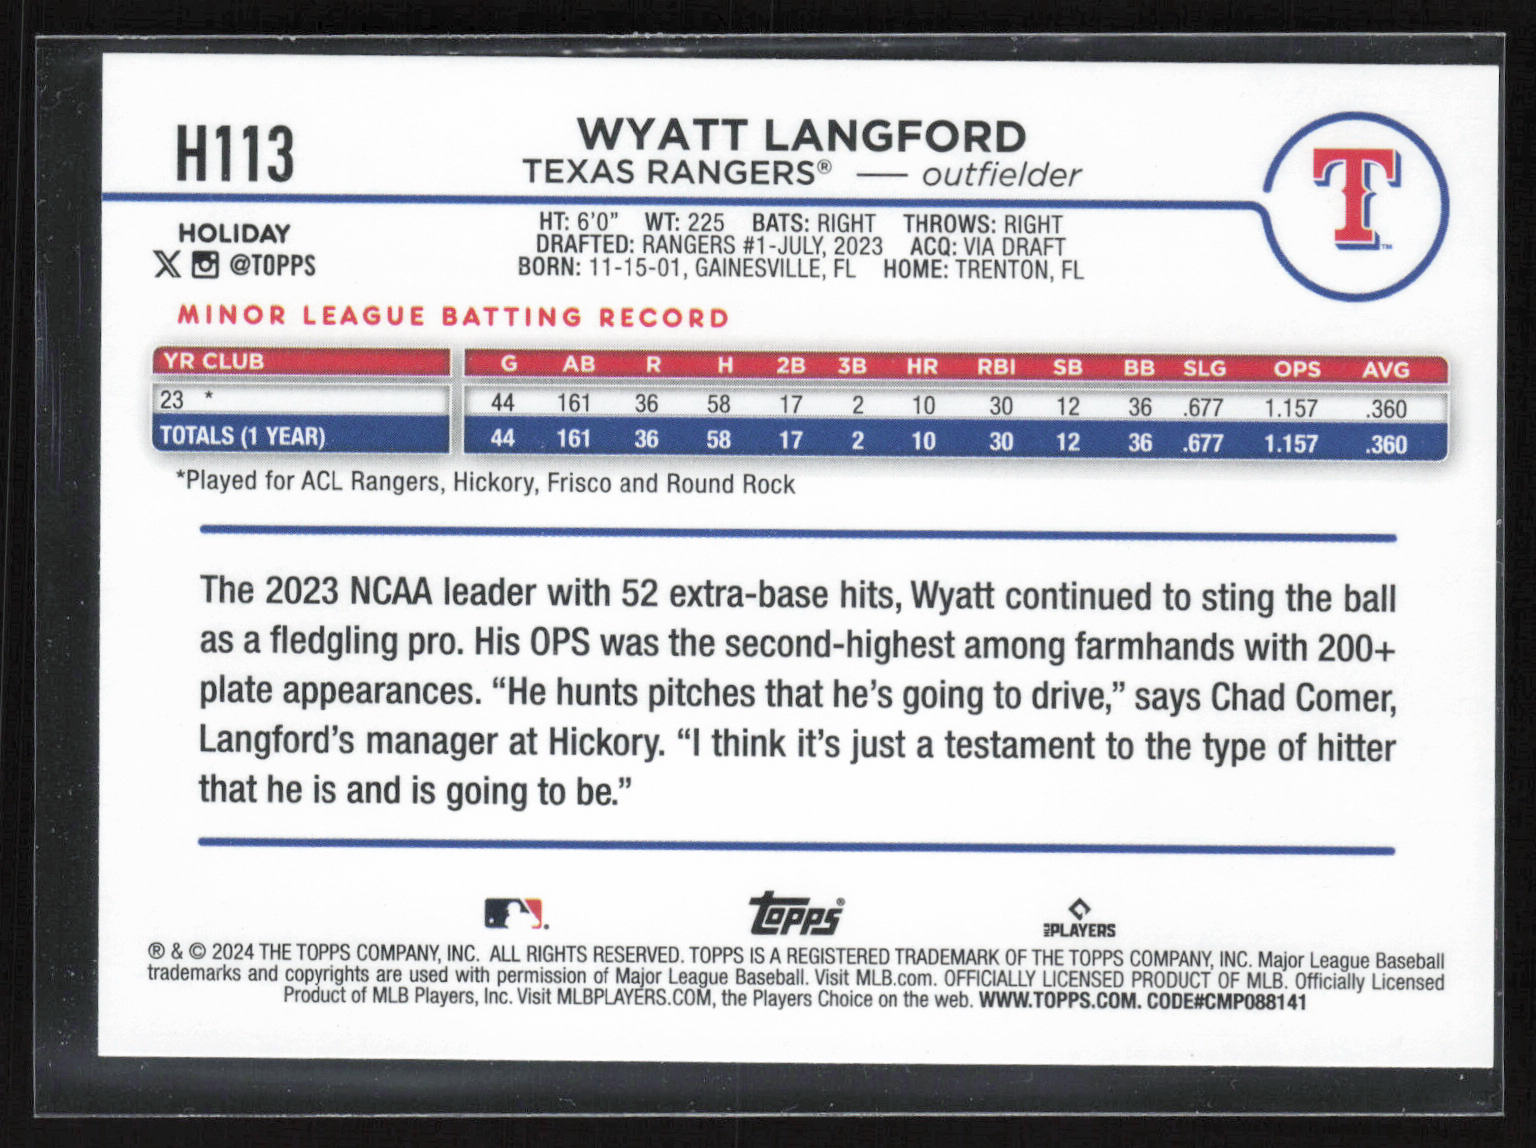 H113
WYATT LANGFORD
TEXAS RANGERS® — outfielder
T™
HOLIDAY
X @TOPPS
HT: 6'0" WT: 225 BATS: RIGHT THROWS: RIGHT
DRAFTED: RANGERS #1-JULY, 2023 ACQ: VIA DRAFT
BORN: 11-15-01, GAINESVILLE, FL HOME: TRENTON, FL
MINOR LEAGUE BATTING RECORD
YR CLUB G AB R H 2B 3B HR RBI SB BB SLG OPS AVG
23 * 44 161 36 58 17 2 10 30 12 36 .677 1.157 .360
TOTALS (1 YEAR) 44 161 36 58 17 2 10 30 12 36 .677 1.157 .360
*Played for ACL Rangers, Hickory, Frisco and Round Rock
The 2023 NCAA leader with 52 extra-base hits, Wyatt continued to sting the ball
as a fledgling pro. His OPS was the second-highest among farmhands with 200+
plate appearances. “He hunts pitches that he’s going to drive,” says Chad Comer,
Langford’s manager at Hickory. “I think it’s just a testament to the type of hitter
that he is and is going to be.”
Topps® PLAYERS
® & © 2024 THE TOPPS COMPANY, INC. ALL RIGHTS RESERVED. TOPPS IS A REGISTERED TRADEMARK OF THE TOPPS COMPANY, INC. Major League Baseball
trademarks and copyrights are used with permission of Major League Baseball. Visit MLB.com. OFFICIALLY LICENSED PRODUCT OF MLB. Officially Licensed
Product of MLB Players, Inc. Visit MLBPLAYERS.COM, the Players Choice on the web. WWW.TOPPS.COM. CODE#CMP088141